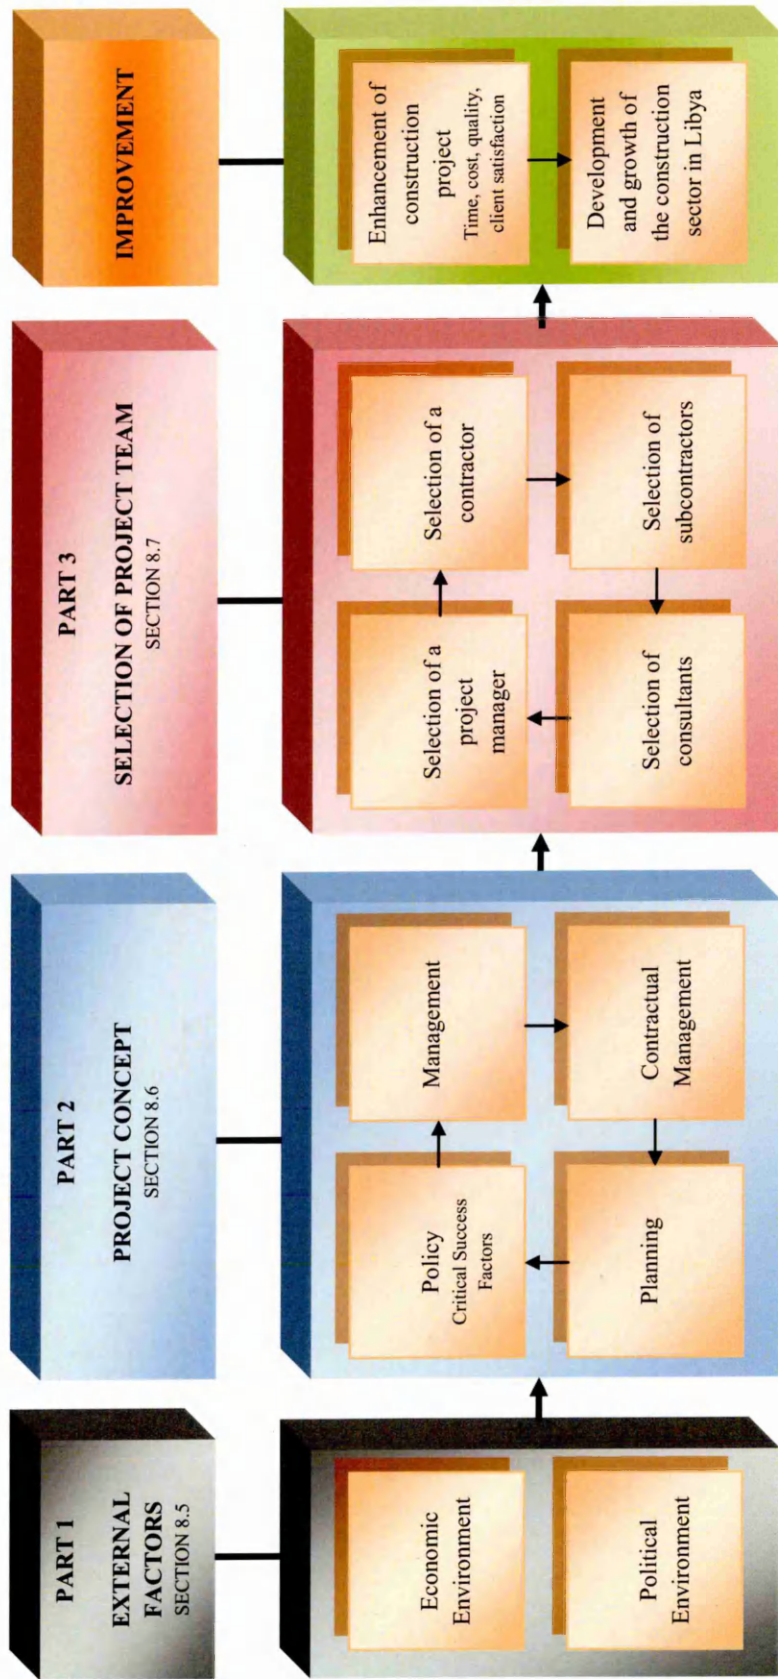 PART 1
EXTERNAL
FACTORS
SECTION 8.5
Economic
Environment
Political
Environment
PART 2
PROJECT CONCEPT
SECTION 8.6
Policy
Critical Success
Factors
Management
Planning
Contractual
Management
PART 3
SELECTION OF PROJECT TEAM
SECTION 8.7
Selection of a
project
manager
Selection of a
contractor
Selection of
consultants
Selection of
subcontractors
IMPROVEMENT
Enhancement of
construction
project
Time, cost, quality,
client satisfaction
Development
and growth of
the construction
sector in Libya